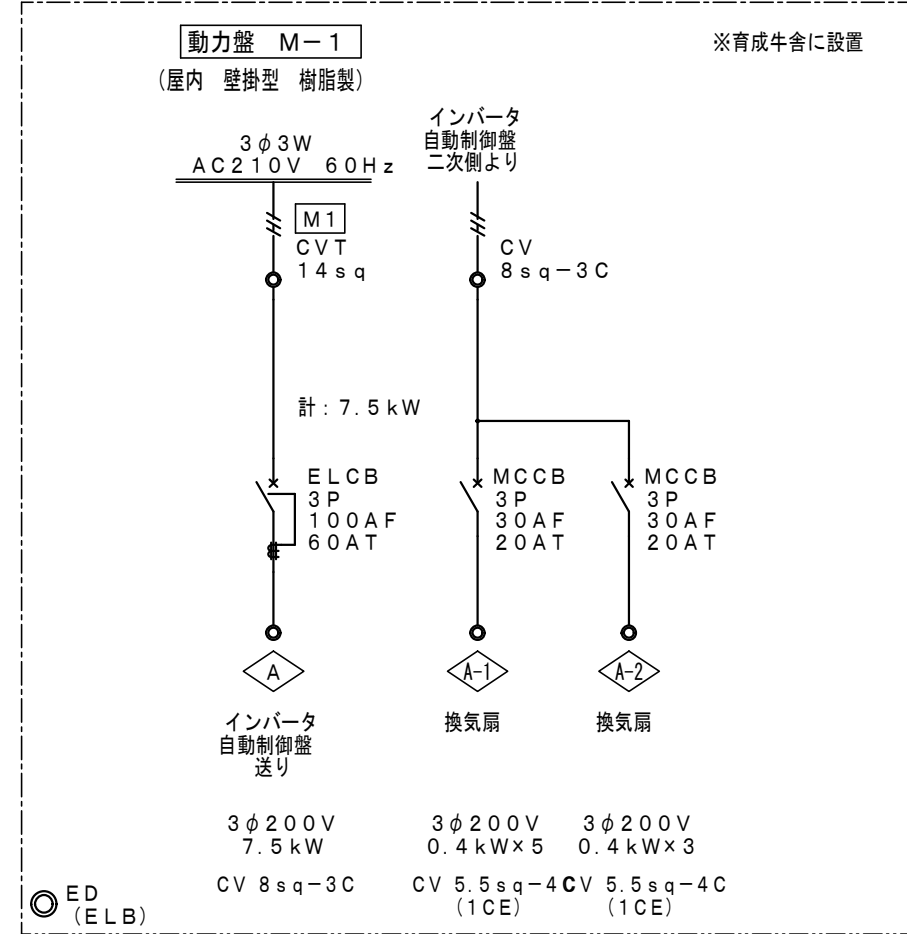 動力盤 M-1
(屋内 壁掛型 樹脂製)
※育成牛舎に設置
3φ3W
AC210V 60Hz
M1
CVT
14sq
計:7.5kW
ELCB
3P
100AF
60AT
A
インバータ
自動制御盤
送り
3φ200V
7.5kW
CV 8sq-3C
インバータ
自動制御盤
二次側より
CV
8sq-3C
MCCB
3P
30AF
20AT
A-1
換気扇
3φ200V
0.4kW×5
CV 5.5sq-4C
(1CE)
MCCB
3P
30AF
20AT
A-2
換気扇
3φ200V
0.4kW×3
CV 5.5sq-4C
(1CE)
ED
(ELB)